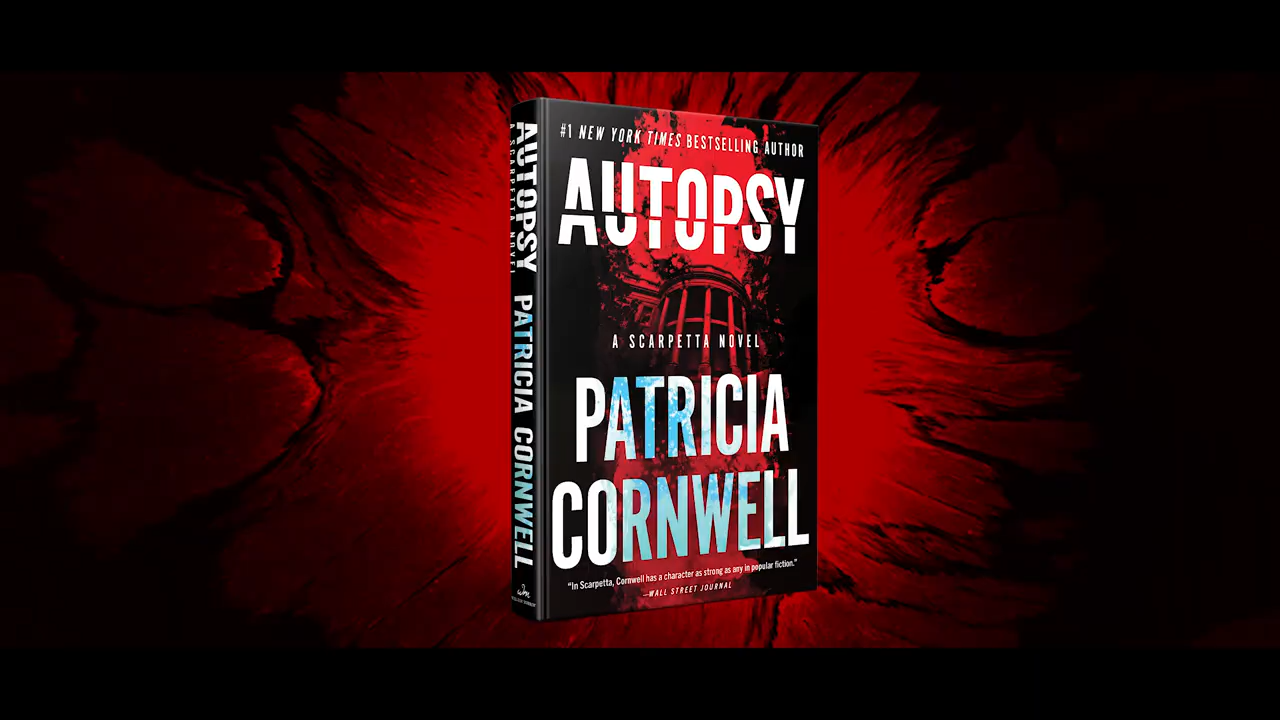 #1 NEW YORK TIMES BESTSELLING AUTHOR
AUTOPSY
A SCARPETTA NOVEL
PATRICIA
CORNWELL
"In Scarpetta, Cornwell has a character as strong as any in popular fiction."
—WALL STREET JOURNAL
AUTOPSY
A SCARPETTA NOVEL
PATRICIA CORNWELL